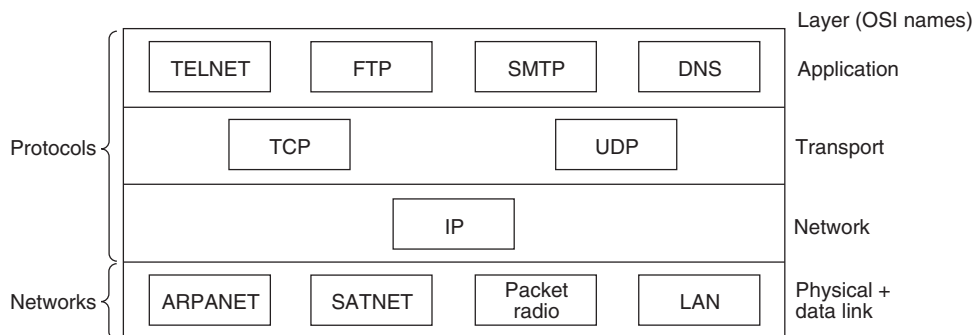 Layer (OSI names)
TELNET FTP SMTP DNS Application
Protocols TCP UDP Transport
IP Network
Networks ARPANET SATNET Packet radio LAN Physical + data link